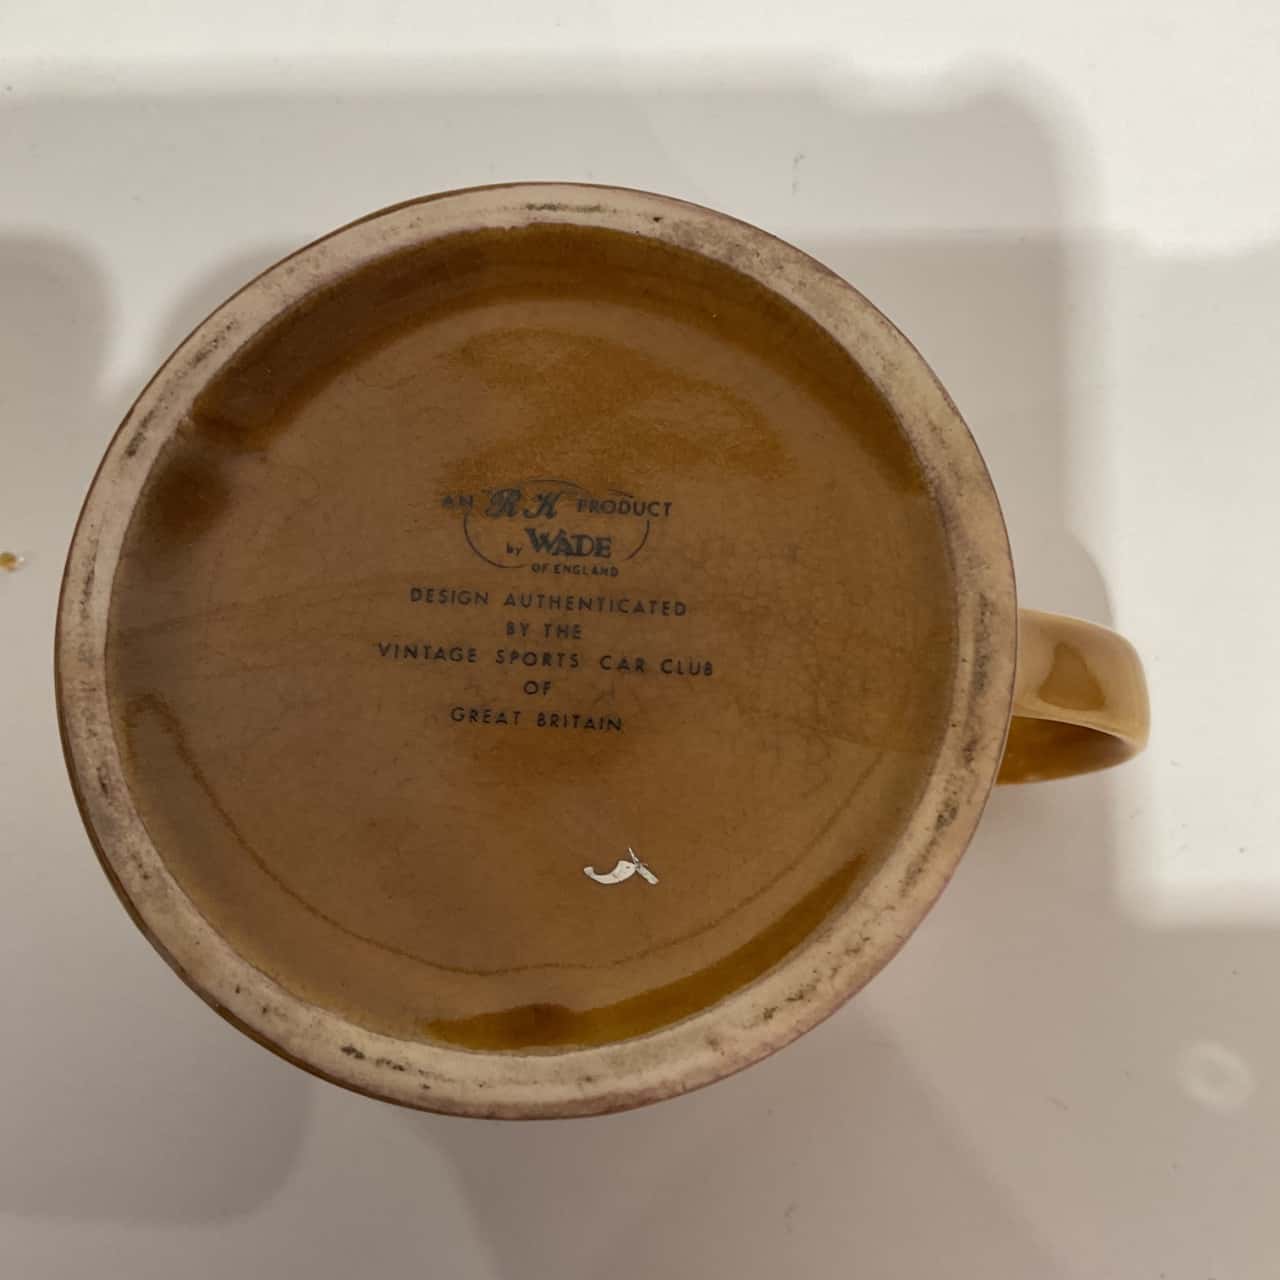 AN RK PRODUCT
by WADE
OF ENGLAND
DESIGN AUTHENTICATED
BY THE
VINTAGE SPORTS CAR CLUB
OF
GREAT BRITAIN